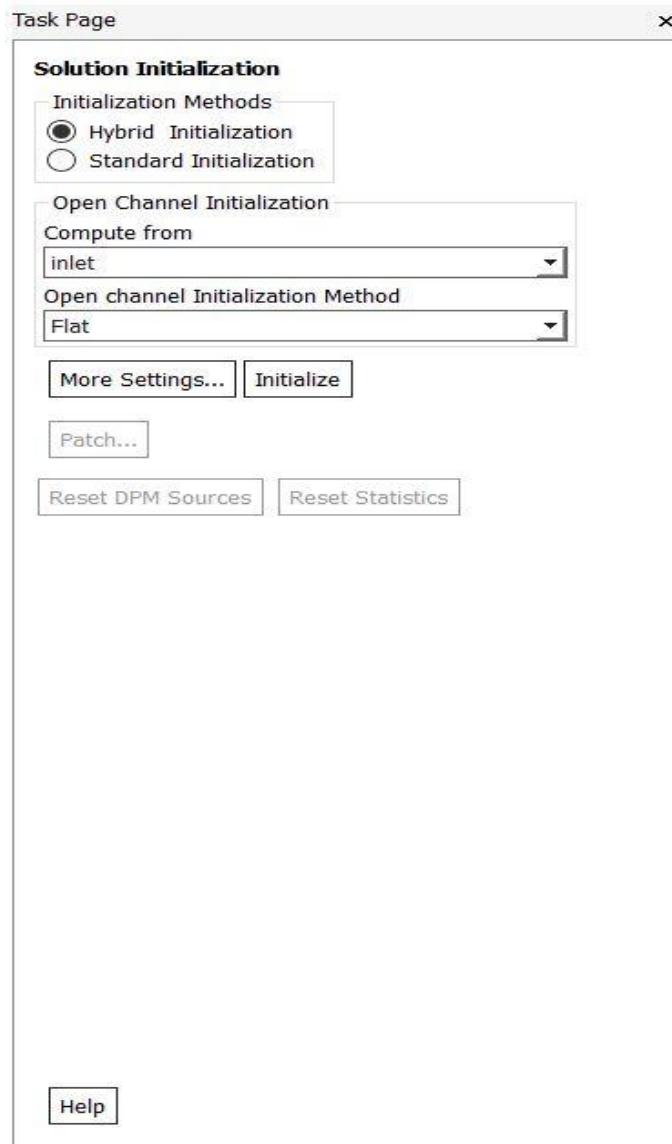 Task Page
Solution Initialization
Initialization Methods
Hybrid Initialization
Standard Initialization
Open Channel Initialization
Compute from
inlet
Open channel Initialization Method
Flat
More Settings... Initialize
Patch...
Reset DPM Sources Reset Statistics
Help